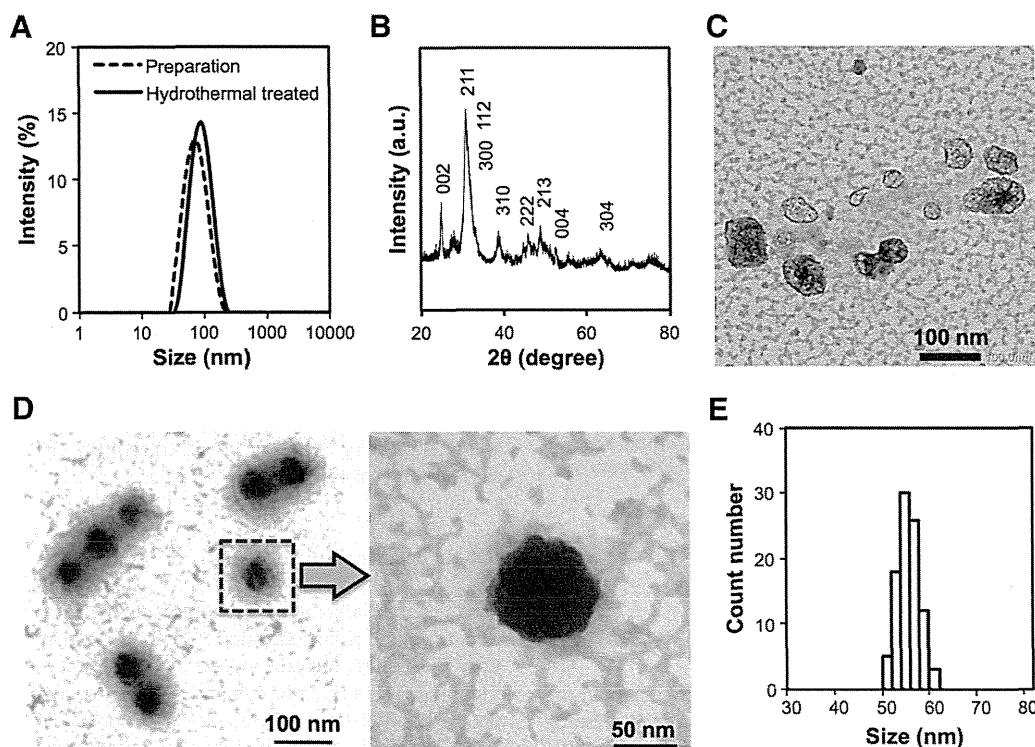 A
20
15
10
5
0
Intensity (%)
Preparation
Hydrothermal treated
1
10
100
1000
10000
Size (nm)
B
Intensity (a.u.)
002
211
300 112
310
222
213
004
304
20
40
60
80
2θ (degree)
C
100 nm
D
100 nm
50 nm
E
40
30
20
10
0
Count number
30
40
50
60
70
80
Size (nm)